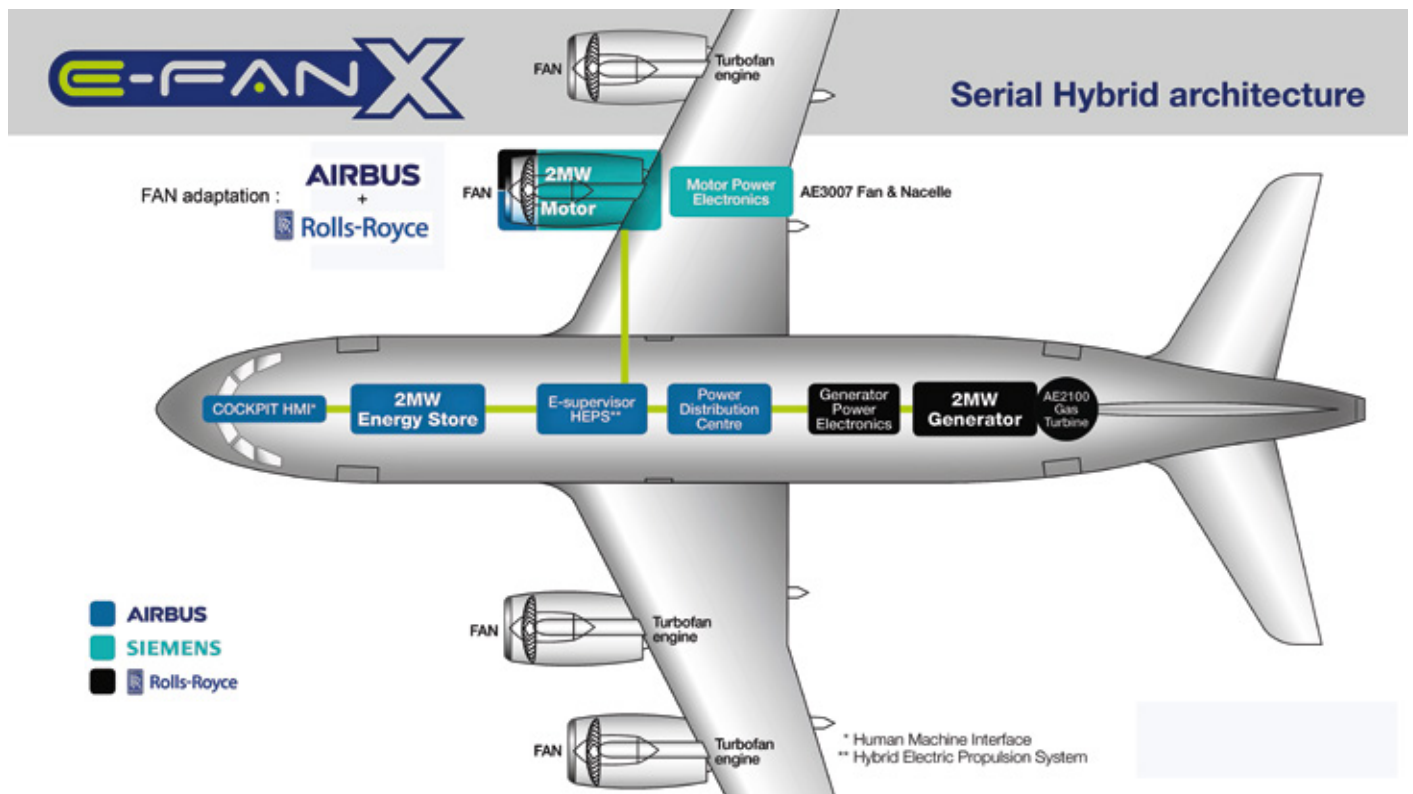 E-FAN X
Serial Hybrid architecture
FAN
Turbofan
engine
FAN adaptation :
AIRBUS
+
Rolls-Royce
FAN
2MW
Motor
Motor Power
Electronics
AE3007 Fan & Nacelle
COCKPIT HMI*
2MW
Energy Store
E-supervisor
HEPS**
Power
Distribution
Centre
Generator
Power
Electronics
2MW
Generator
AE2100
Gas
Turbine
AIRBUS
SIEMENS
Rolls-Royce
FAN
Turbofan
engine
FAN
Turbofan
engine
* Human Machine Interface
** Hybrid Electric Propulsion System